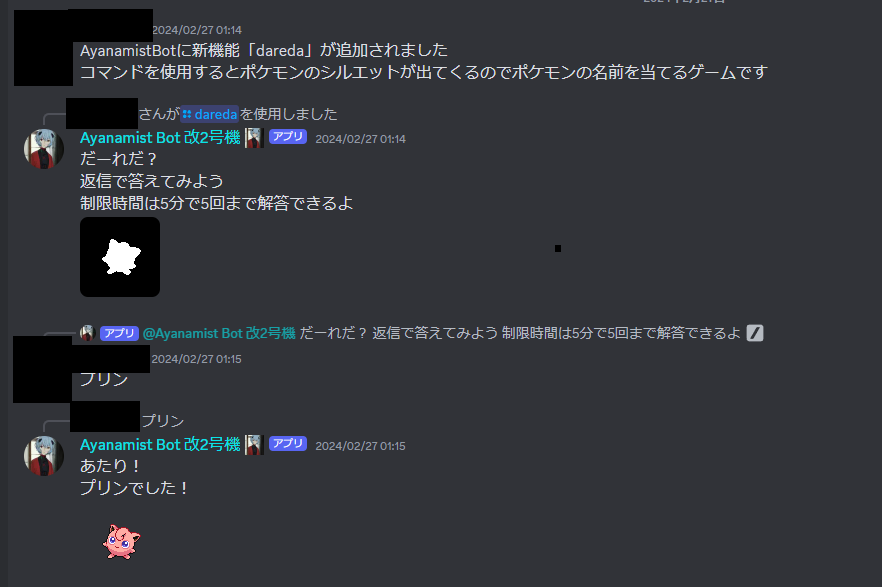 2024/02/27 01:14
AyanamistBotに新機能「dareda」が追加されました
コマンドを使用するとポケモンのシルエットが出てくるのでポケモンの名前を当てるゲームです
さんが dareda を使用しました
Ayanamist Bot 改2号機 アプリ 2024/02/27 01:14
だーれだ？
返信で答えてみよう
制限時間は5分で5回まで解答できるよ
アプリ @Ayanamist Bot 改2号機 だーれだ？ 返信で答えてみよう 制限時間は5分で5回まで解答できるよ
2024/02/27 01:15
プリン
プリン
Ayanamist Bot 改2号機 アプリ 2024/02/27 01:15
あたり！
プリンでした！